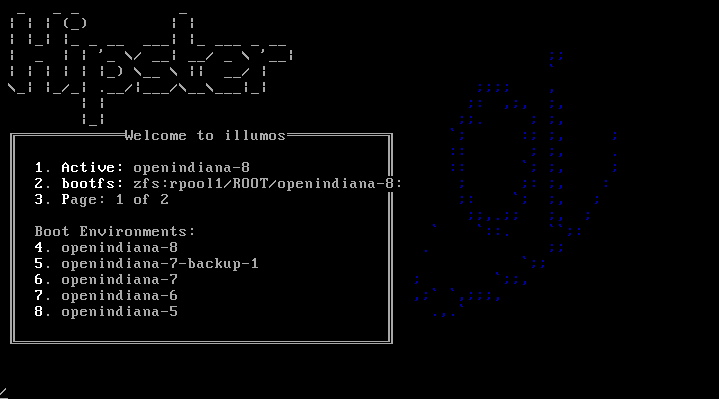 Hipster
Welcome to illumos
1. Active: openindiana-8
2. bootfs: zfs:rpool1/ROOT/openindiana-8:
3. Page: 1 of 2
Boot Environments:
4. openindiana-8
5. openindiana-7-backup-1
6. openindiana-7
7. openindiana-6
8. openindiana-5